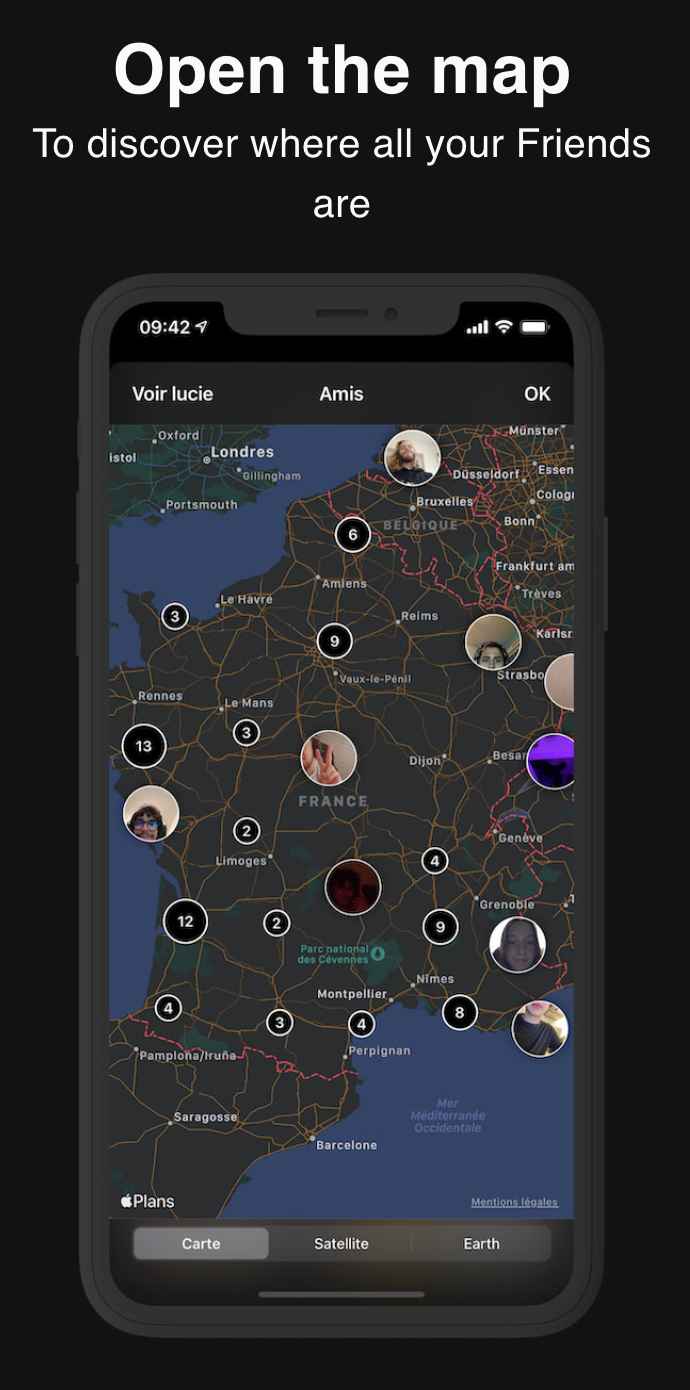 Open the map
To discover where all your Friends
are
09:42
Voir lucie Amis OK
Münster
Oxford
istol
Londres
Gillingham
Düsseldorf
Essen
Portsmouth
Bruxelles
BELGIQUE
Bonn
6
Frankfurt am
Amiens
Trèves
Le Havre
3
Reims
9
Vaux-le-Pénil
Rennes
Le Mans
13
3
Dijon
FRANCE
2
Limoges
4
Genève
12
2
9
Grenoble
Parc national
des Cévennes
Nîmes
Montpellier
4
3
4
8
Pamplona/Iruña
Perpignan
Mer
Méditerranée
Occidentale
Saragosse
Barcelone
Plans
Mentions légales
Carte Satellite Earth